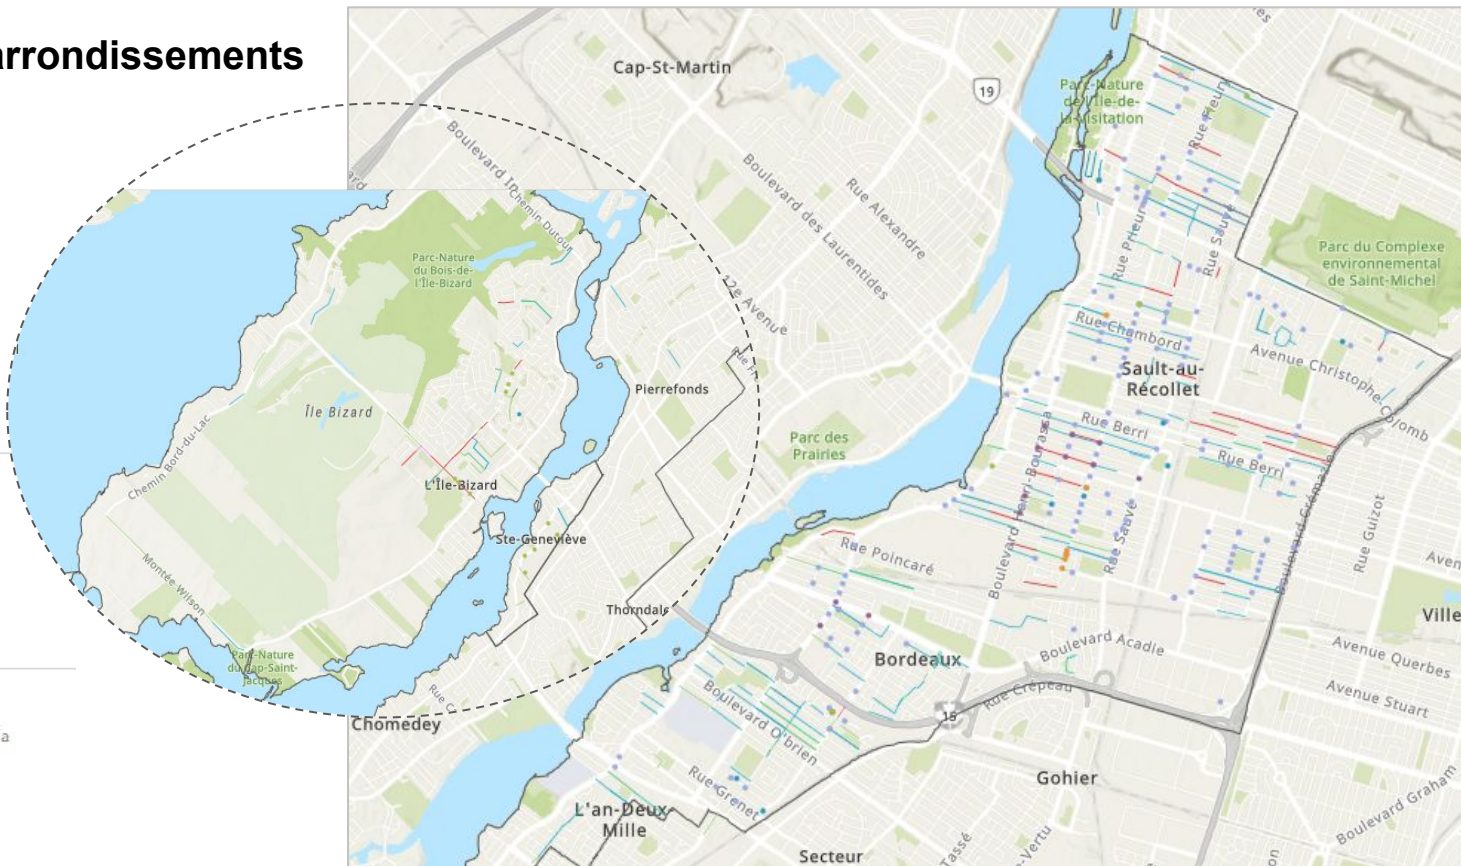 arrondissements
Cap-St-Martin
19
Parc-Nature
de l'Île-de-
la-Visitation
Boulevard des Laurentides
Rue Alexandre
12e Avenue
Chemin Dutour
Parc-Nature
du Bois-de-
l'Île-Bizard
Rue Prieur
Rue Sauvé
Parc du Complexe
environnemental
de Saint-Michel
Île Bizard
Pierrefonds
Rue Chambord
Sault-au-
Récollet
Avenue Christophe-Colomb
Chemin Bord-du-Lac
Parc des
Prairies
Rue Berri
Rue Berri
L'Île-Bizard
Boulevard Henri-Bourassa
Rue Sauvé
Boulevard Crémazie
Rue Guizot
Ste-Geneviève
Rue Poincaré
Montée Wilson
Thorndale
Ville
Parc-Nature
du Cap-Saint-
Jacques
Bordeaux
Boulevard Acadie
Avenue Querbes
Rue Crépeau
Avenue Stuart
Boulevard O'brien
15
Chomedey
a
Gohier
Rue Grenet
L'an-Deux-
Mille
Boulevard Graham
Secteur